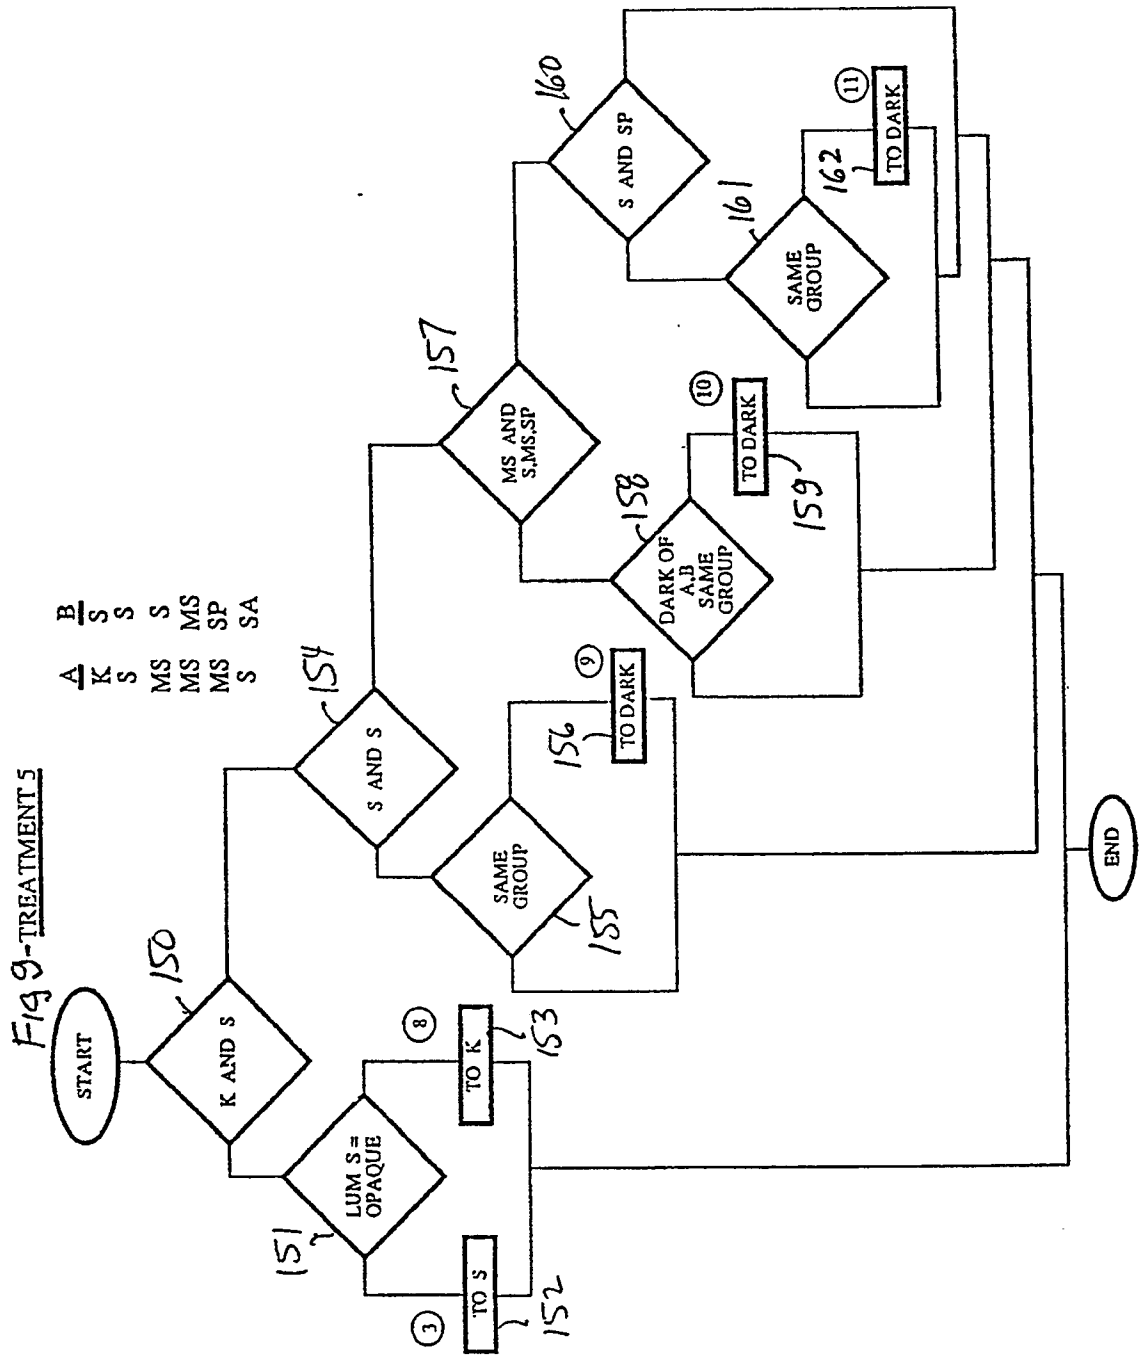 Fig 9-TREATMENT 5
A B
K S
S S
MS S
MS MS
MS SP
S SA
START
150
K AND S
151
LUM S =
OPAQUE
3
TO S
152
8
TO K
153
154
S AND S
155
SAME
GROUP
156
9
TO DARK
157
MS AND
S,MS,SP
158
DARK OF
A,B
SAME
GROUP
10
TO DARK
159
160
S AND SP
161
SAME
GROUP
162
11
TO DARK
END